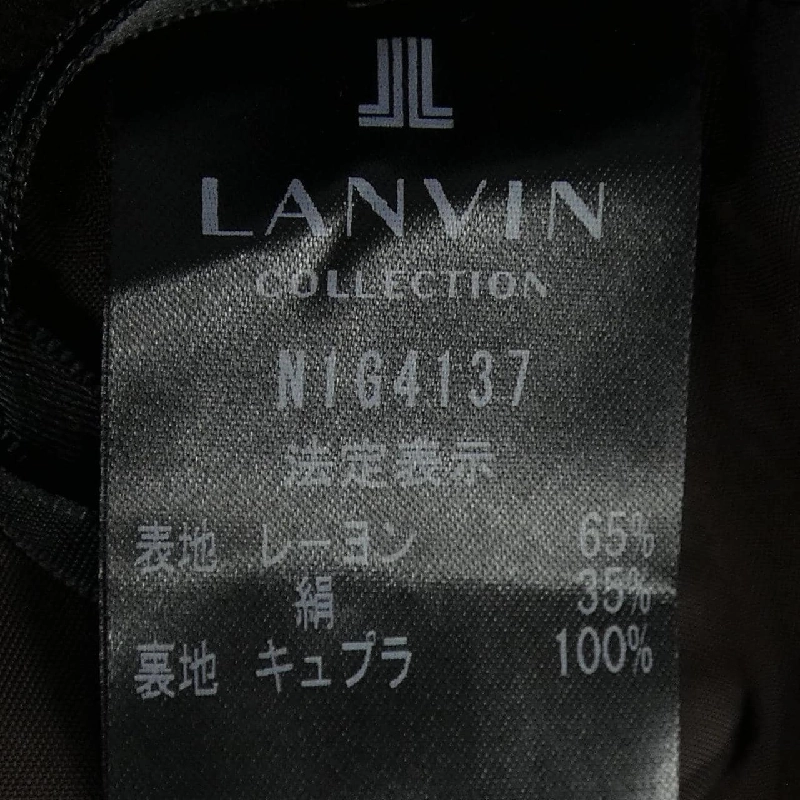 LANVIN
COLLECTION
N1G4137
法定表示
表地 レーヨン 65%
絹 35%
裏地 キュプラ 100%